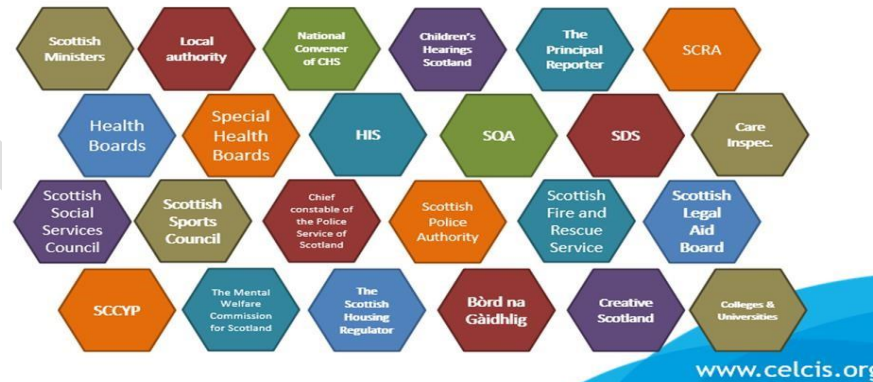 Scottish
Ministers
Local
authority
National
Convener
of CHS
Children's
Hearings
Scotland
The
Principal
Reporter
SCRA
Health
Boards
Special
Health
Boards
HIS
SQA
SDS
Care
Inspec.
Scottish
Social
Services
Council
Scottish
Sports
Council
Chief
constable of
the Police
Service of
Scotland
Scottish
Police
Authority
Scottish
Fire and
Rescue
Service
Scottish
Legal
Aid
Board
SCCYP
The Mental
Welfare
Commission
for Scotland
The
Scottish
Housing
Regulator
Bòrd na
Gàidhlig
Creative
Scotland
Colleges &
Universities
www.celcis.org